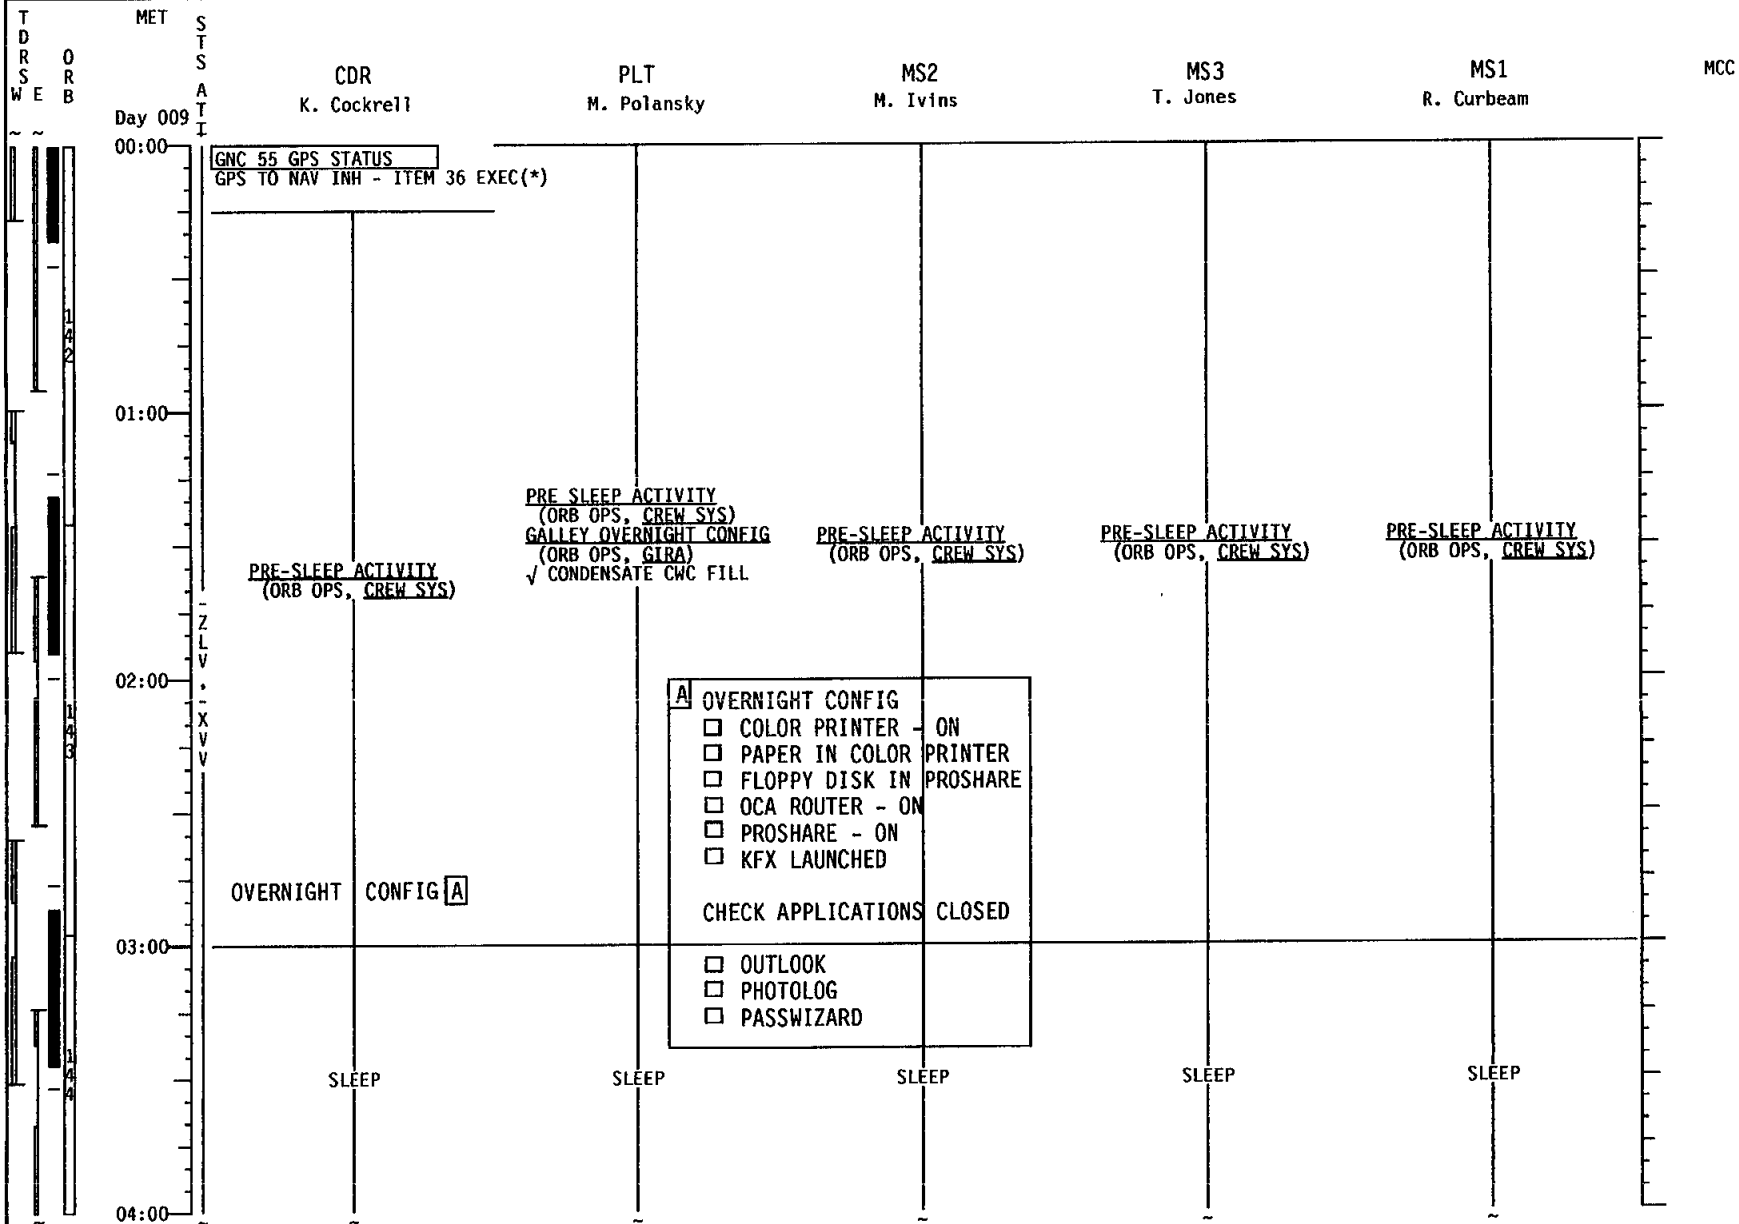 TDRS
W E
ORB
MET
STS ATT
CDR
K. Cockrell
PLT
M. Polansky
MS2
M. Ivins
MS3
T. Jones
MS1
R. Curbeam
MCC
Day 009
00:00
GNC 55 GPS STATUS
GPS TO NAV INH - ITEM 36 EXEC(*)
142
01:00
PRE SLEEP ACTIVITY
(ORB OPS, CREW SYS)
GALLEY OVERNIGHT CONFIG
(ORB OPS, GIRA)
√ CONDENSATE CWC FILL
PRE-SLEEP ACTIVITY
(ORB OPS, CREW SYS)
PRE-SLEEP ACTIVITY
(ORB OPS, CREW SYS)
PRE-SLEEP ACTIVITY
(ORB OPS, CREW SYS)
PRE-SLEEP ACTIVITY
(ORB OPS, CREW SYS)
-ZLV,-XVV
02:00
143
A OVERNIGHT CONFIG
□ COLOR PRINTER - ON
□ PAPER IN COLOR PRINTER
□ FLOPPY DISK IN PROSHARE
□ OCA ROUTER - ON
□ PROSHARE - ON
□ KFX LAUNCHED
OVERNIGHT CONFIG A
CHECK APPLICATIONS CLOSED
03:00
□ OUTLOOK
□ PHOTOLOG
□ PASSWIZARD
144
SLEEP
SLEEP
SLEEP
SLEEP
SLEEP
04:00